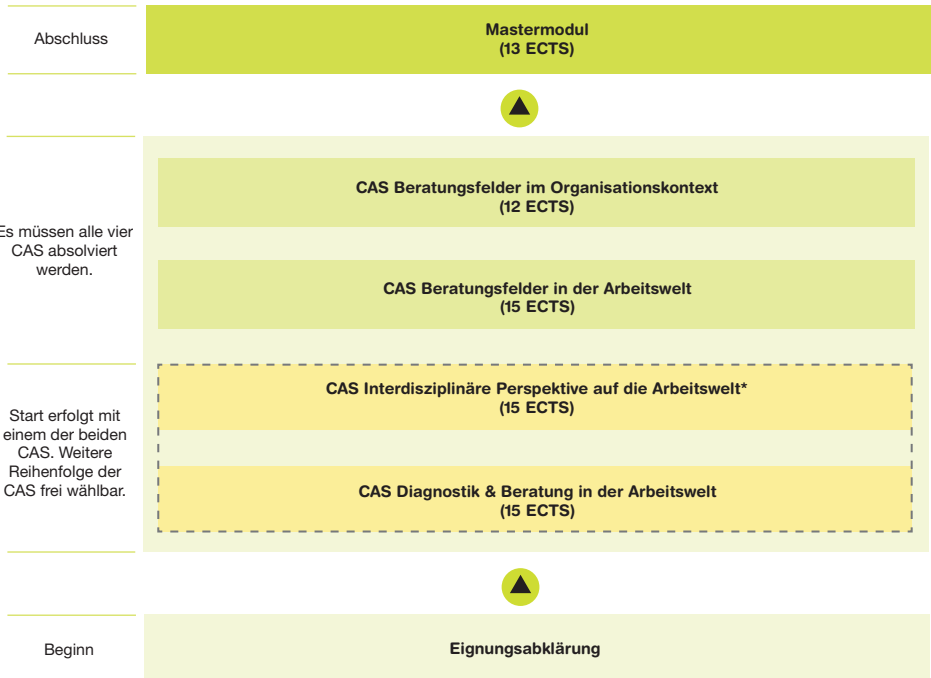 Abschluss
Mastermodul
(13 ECTS)
CAS Beratungsfelder im Organisationskontext
(12 ECTS)
Es müssen alle vier
CAS absolviert
werden.
CAS Beratungsfelder in der Arbeitswelt
(15 ECTS)
CAS Interdisziplinäre Perspektive auf die Arbeitswelt*
(15 ECTS)
Start erfolgt mit
einem der beiden
CAS. Weitere
Reihenfolge der
CAS frei wählbar.
CAS Diagnostik & Beratung in der Arbeitswelt
(15 ECTS)
Beginn
Eignungsabklärung